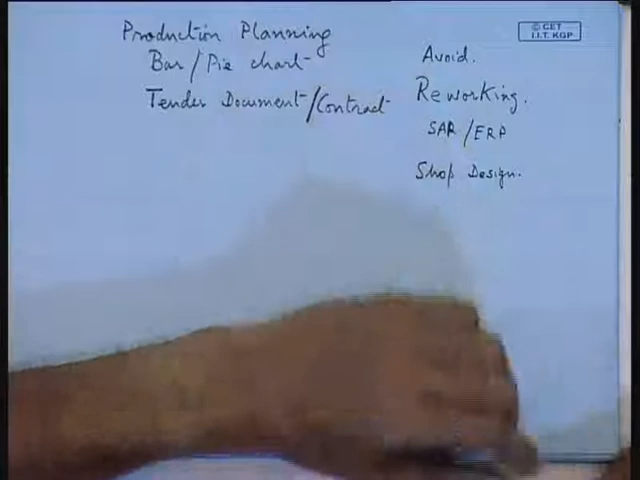 Production Planning
Bar/Pie chart
Tender Document/Contract
Avoid.
Reworking.
SAP/ERP
Shop Design.
© CET
I.I.T. KGP